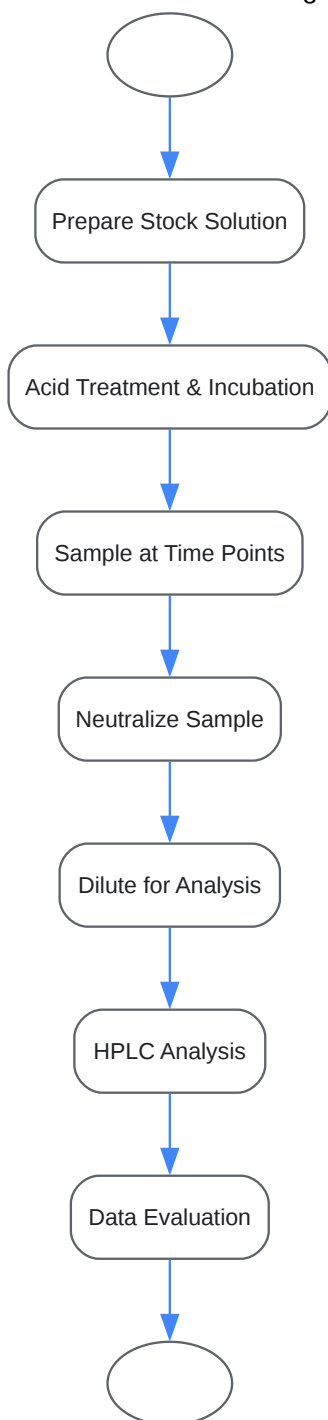 Prepare Stock Solution
Acid Treatment & Incubation
Sample at Time Points
Neutralize Sample
Dilute for Analysis
HPLC Analysis
Data Evaluation